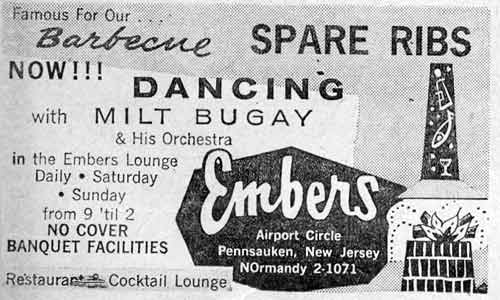 Famous For Our ...
Barbecue SPARE RIBS
NOW!!!
DANCING
with MILT BUGAY
& His Orchestra
in the Embers Lounge
Daily • Saturday
• Sunday
from 9 'til 2
NO COVER
BANQUET FACILITIES
Restaurant Cocktail Lounge
Embers
Airport Circle
Pennsauken, New Jersey
NOrmandy 2-1071